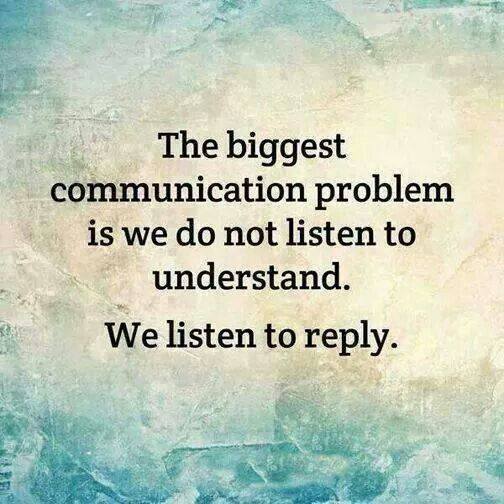 The biggest
communication problem
is we do not listen to
understand.
We listen to reply.